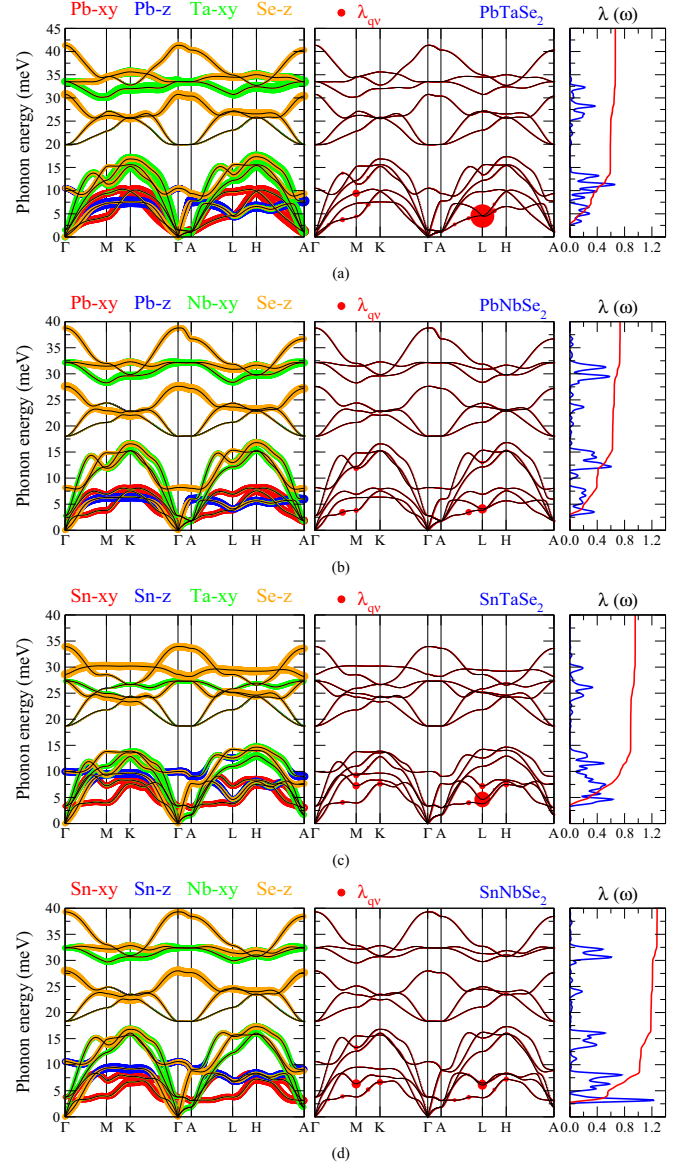 Pb-xy Pb-z Ta-xy Se-z λqν PbTaSe2 λ (ω)
Phonon energy (meV)
45
40
35
30
25
20
15
10
5
0
Γ M K Γ A L H A Γ M K Γ A L H A 0.0 0.4 0.8 1.2
(a)
Pb-xy Pb-z Nb-xy Se-z λqν PbNbSe2 λ (ω)
Phonon energy (meV)
40
35
30
25
20
15
10
5
0
Γ M K Γ A L H A Γ M K Γ A L H A 0.0 0.4 0.8 1.2
(b)
Sn-xy Sn-z Ta-xy Se-z λqν SnTaSe2 λ (ω)
Phonon energy (meV)
40
35
30
25
20
15
10
5
0
Γ M K Γ A L H A Γ M K Γ A L H A 0.0 0.4 0.8 1.2
(c)
Sn-xy Sn-z Nb-xy Se-z λqν SnNbSe2 λ (ω)
Phonon energy (meV)
40
35
30
25
20
15
10
5
0
Γ M K Γ A L H A Γ M K Γ A L H A 0.0 0.4 0.8 1.2
(d)